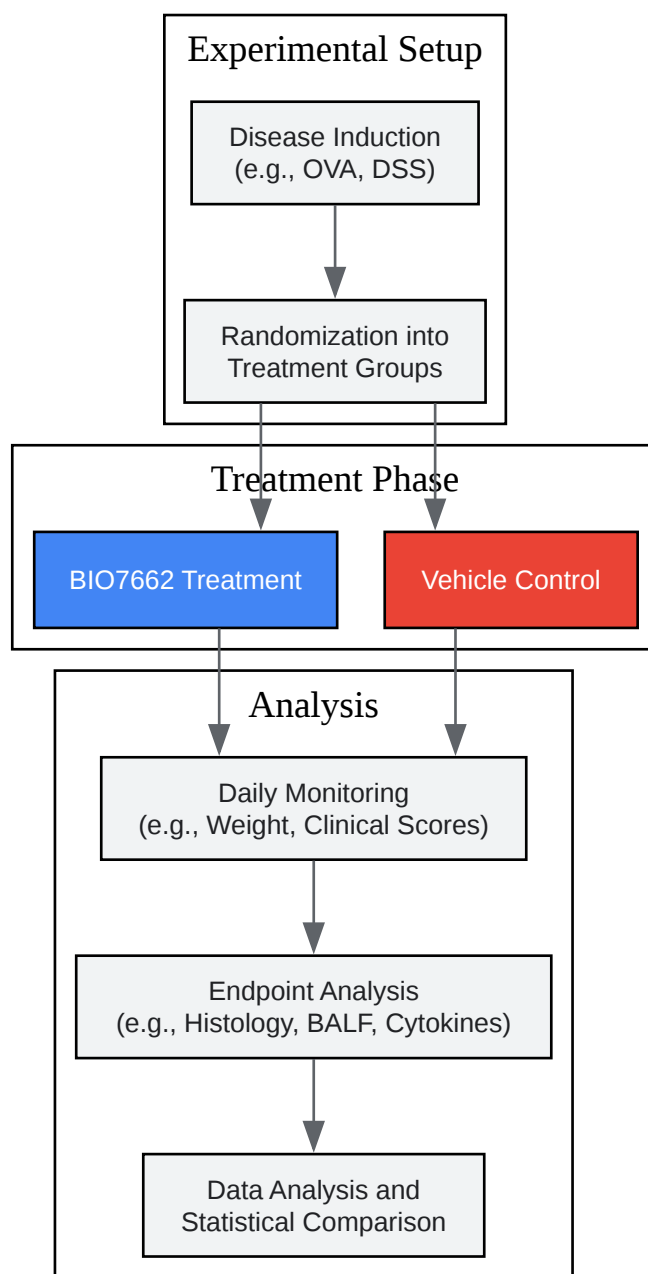 Experimental Setup
Disease Induction
(e.g., OVA, DSS)
Randomization into
Treatment Groups
Treatment Phase
BIO7662 Treatment
Vehicle Control
Analysis
Daily Monitoring
(e.g., Weight, Clinical Scores)
Endpoint Analysis
(e.g., Histology, BALF, Cytokines)
Data Analysis and
Statistical Comparison